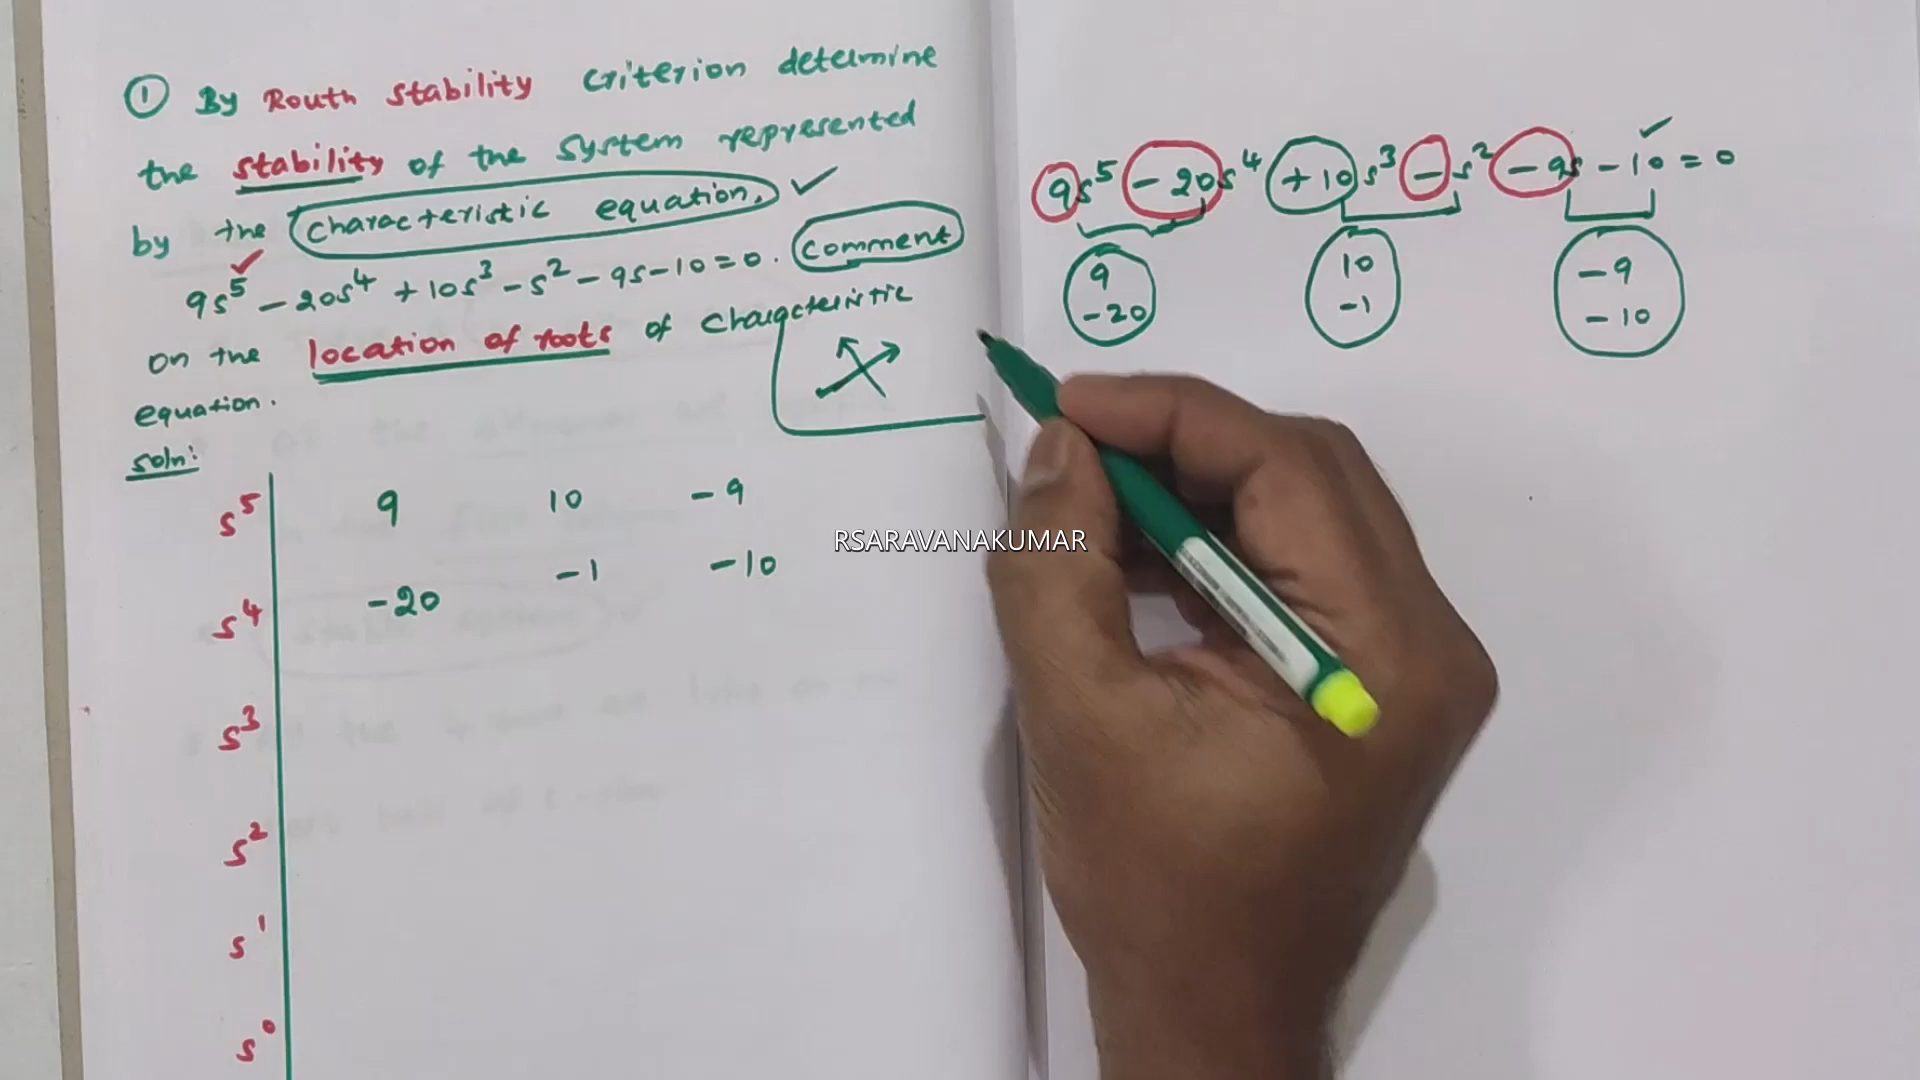 ① By Routh stability criterion determine
the stability of the system represented
by the characteristic equation.
9s⁵ - 20s⁴ + 10s³ - s² - 9s - 10 = 0. comment
on the location of roots of characteristic
equation.
soln:
s⁵ 9 10 -9
s⁴ -20 -1 -10
s³
s²
s¹
s⁰
9s⁵ - 20s⁴ + 10s³ - s² - 9s - 10 = 0
9 10 -9
-20 -1 -10
RSARAVANAKUMAR